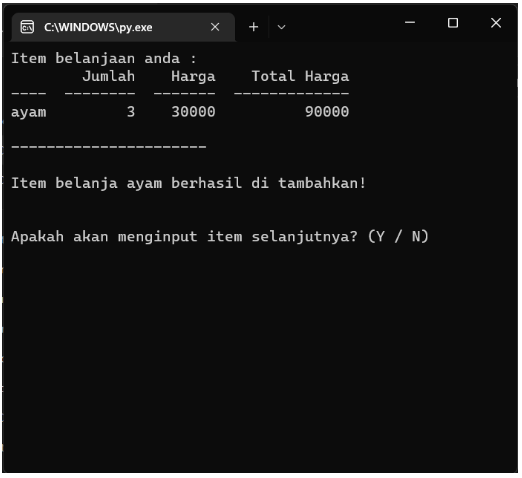 C:\WINDOWS\py.exe
Item belanjaan anda :
        Jumlah    Harga    Total Harga
----  --------  -------  -------------
ayam         3    30000          90000
----------------------
Item belanja ayam berhasil di tambahkan!
Apakah akan menginput item selanjutnya? (Y / N)